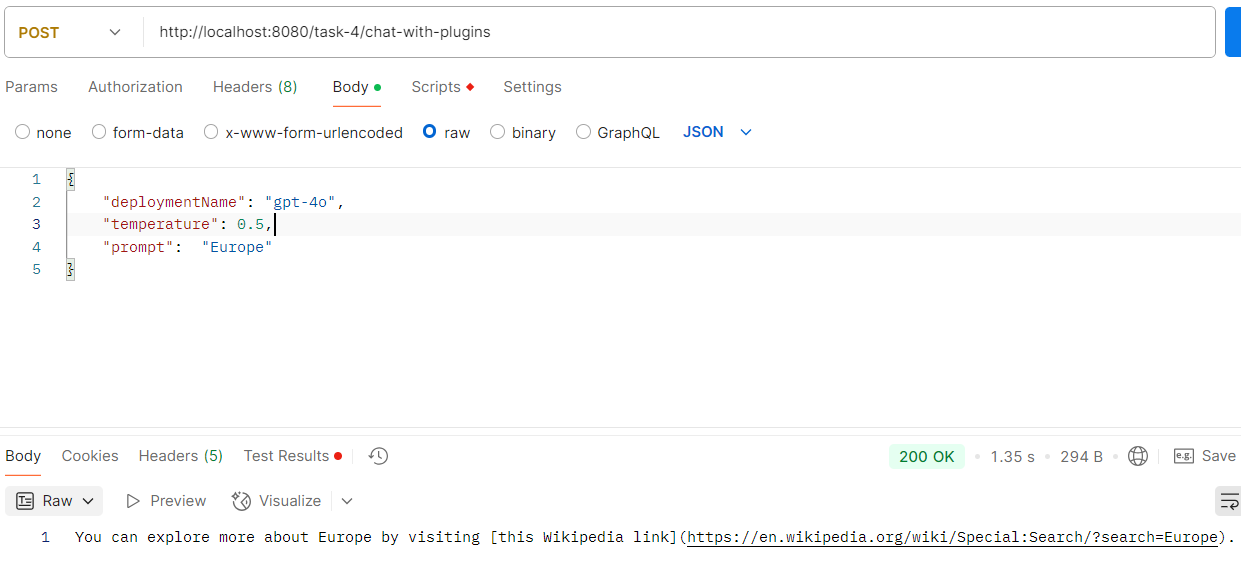 POST http://localhost:8080/task-4/chat-with-plugins
Params Authorization Headers (8) Body Scripts Settings
none form-data x-www-form-urlencoded raw binary GraphQL JSON
1 {
2 "deploymentName": "gpt-4o",
3 "temperature": 0.5,
4 "prompt":  "Europe"
5 }
Body Cookies Headers (5) Test Results 200 OK 1.35 s 294 B e.g. Save
Raw Preview Visualize
1 You can explore more about Europe by visiting [this Wikipedia link](https://en.wikipedia.org/wiki/Special:Search/?search=Europe).